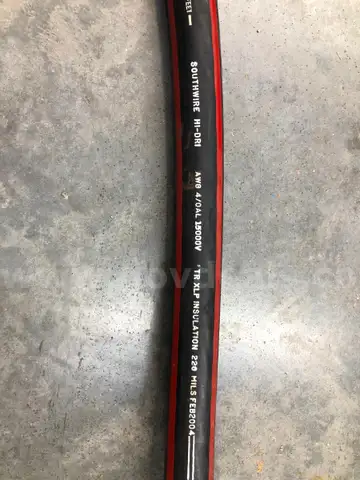 FEET
SOUTHWIRE HI-DRI AWG 4/0AL 15000V TR XLP INSULATION 220 MILS FEB2004